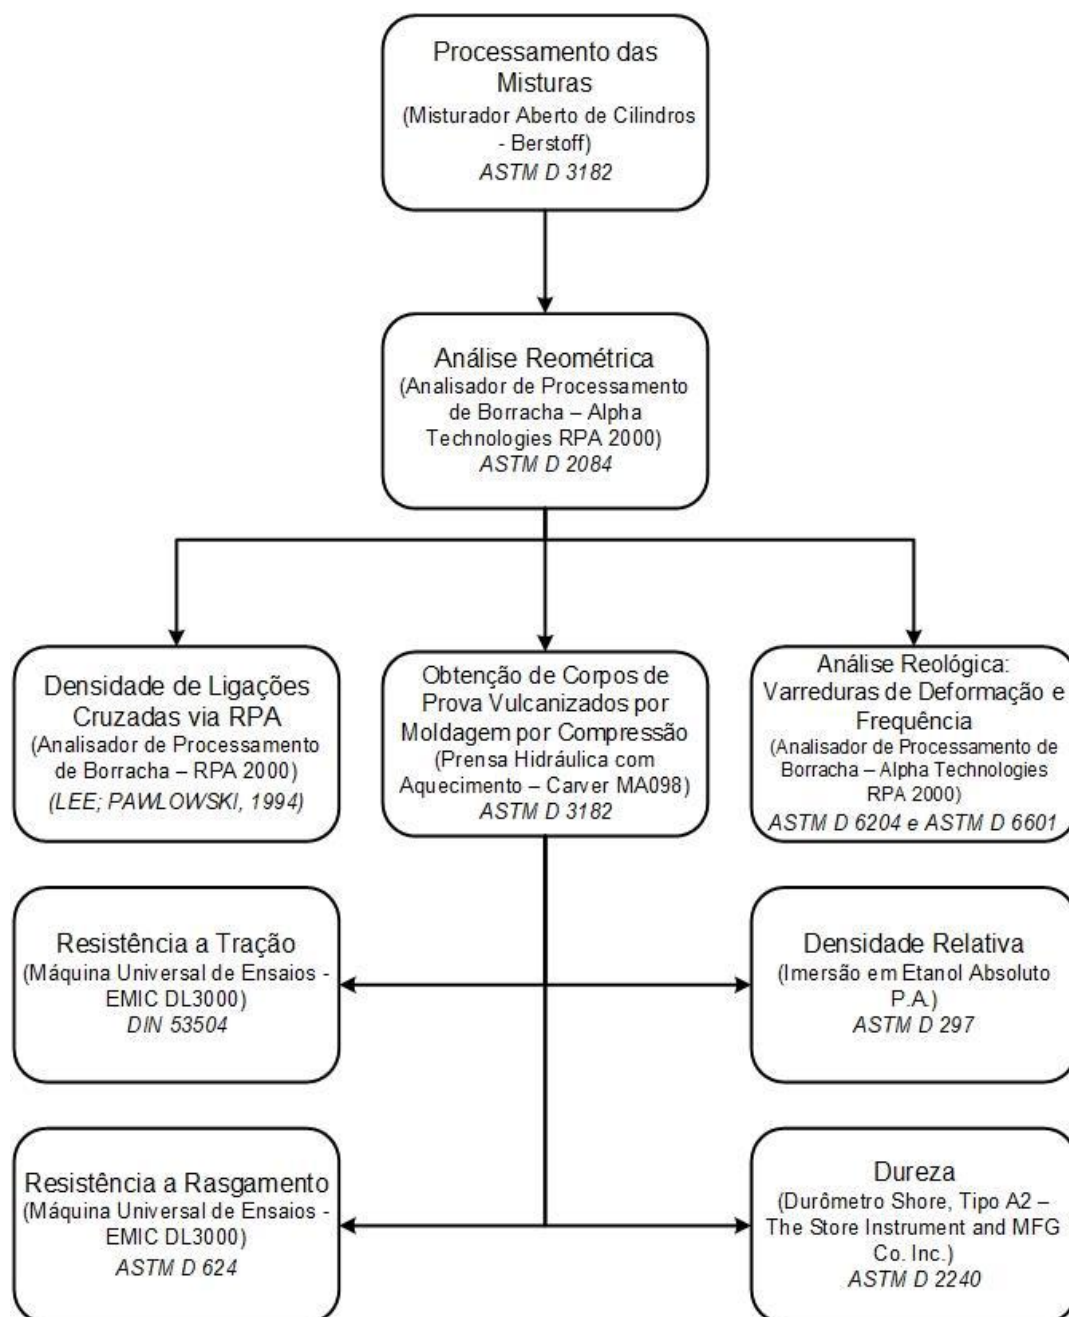 Processamento das
Misturas
(Misturador Aberto de Cilindros
- Berstoff)
ASTM D 3182
Análise Reométrica
(Analisador de Processamento
de Borracha – Alpha
Technologies RPA 2000)
ASTM D 2084
Densidade de Ligações
Cruzadas via RPA
(Analisador de Processamento
de Borracha – RPA 2000)
(LEE; PAWLOWSKI, 1994)
Obtenção de Corpos de
Prova Vulcanizados por
Moldagem por Compressão
(Prensa Hidráulica com
Aquecimento – Carver MA098)
ASTM D 3182
Análise Reológica:
Varreduras de Deformação e
Frequência
(Analisador de Processamento de
Borracha – Alpha Technologies
RPA 2000)
ASTM D 6204 e ASTM D 6601
Resistência a Tração
(Máquina Universal de Ensaios -
EMIC DL3000)
DIN 53504
Densidade Relativa
(Imersão em Etanol Absoluto
P.A.)
ASTM D 297
Resistência a Rasgamento
(Máquina Universal de Ensaios -
EMIC DL3000)
ASTM D 624
Dureza
(Durômetro Shore, Tipo A2 –
The Store Instrument and MFG
Co. Inc.)
ASTM D 2240